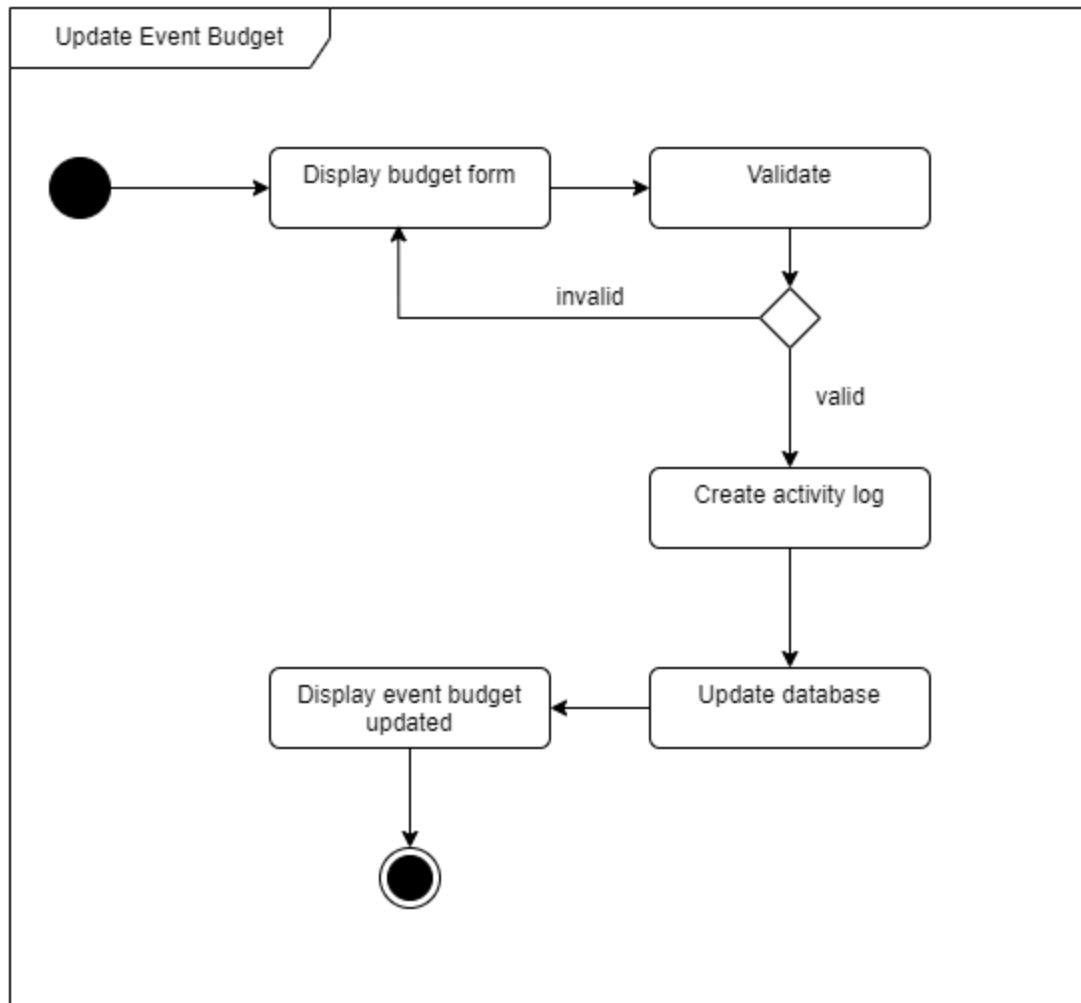 Update Event Budget
Display budget form
Validate
invalid
valid
Create activity log
Display event budget
updated
Update database